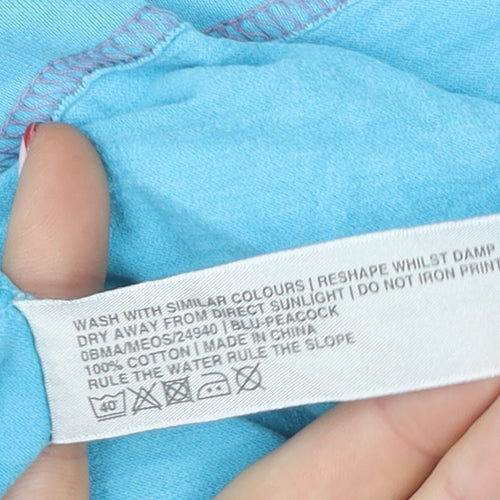 WASH WITH SIMILAR COLOURS | RESHAPE WHILST DAMP
DRY AWAY FROM DIRECT SUNLIGHT | DO NOT IRON PRINT
0BMA/MEOS/24940 | BLU-PEACOCK
100% COTTON | MADE IN CHINA
RULE THE WATER RULE THE SLOPE
40